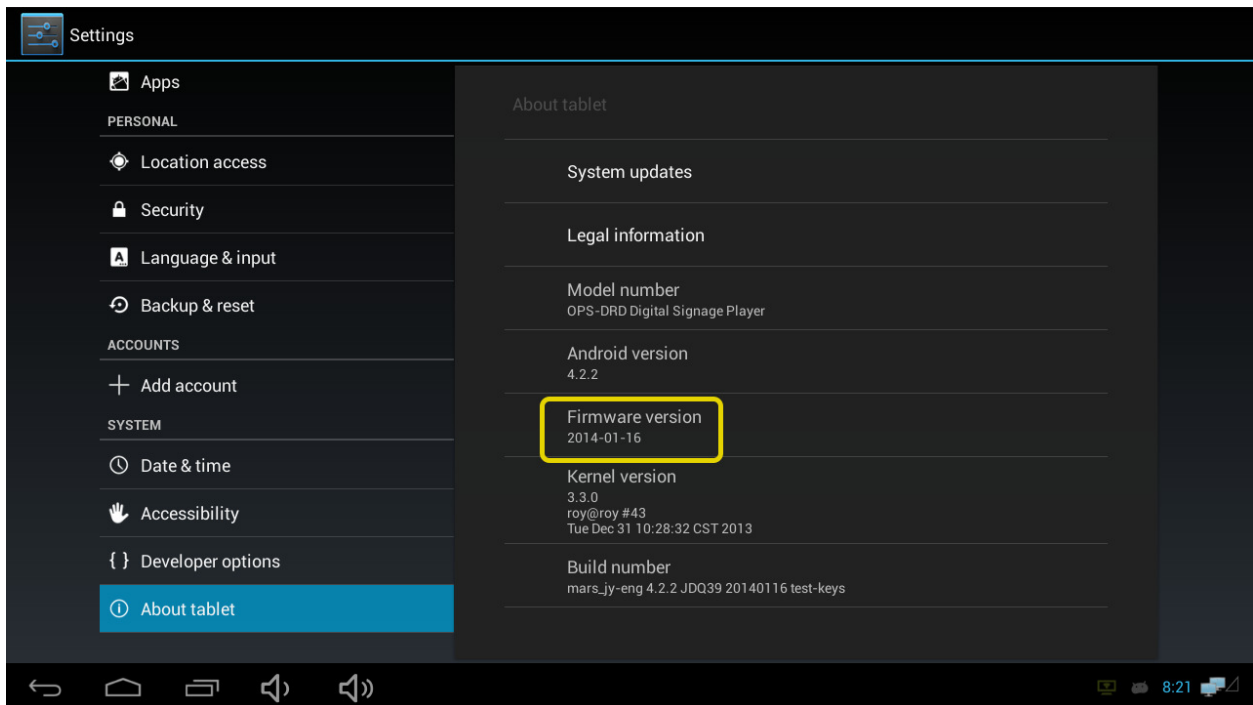 Settings
Apps
PERSONAL
Location access
Security
Language & input
Backup & reset
ACCOUNTS
Add account
SYSTEM
Date & time
Accessibility
{ } Developer options
About tablet
About tablet
System updates
Legal information
Model number
OPS-DRD Digital Signage Player
Android version
4.2.2
Firmware version
2014-01-16
Kernel version
3.3.0
roy@roy #43
Tue Dec 31 10:28:32 CST 2013
Build number
mars_jy-eng 4.2.2 JDQ39 20140116 test-keys
8:21